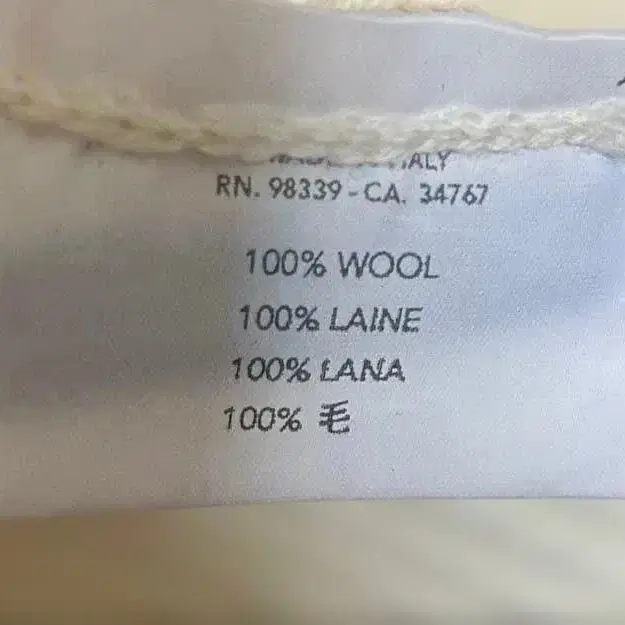 RN. 98339 - CA. 34767
100% WOOL
100% LAINE
100% LANA
100% 毛